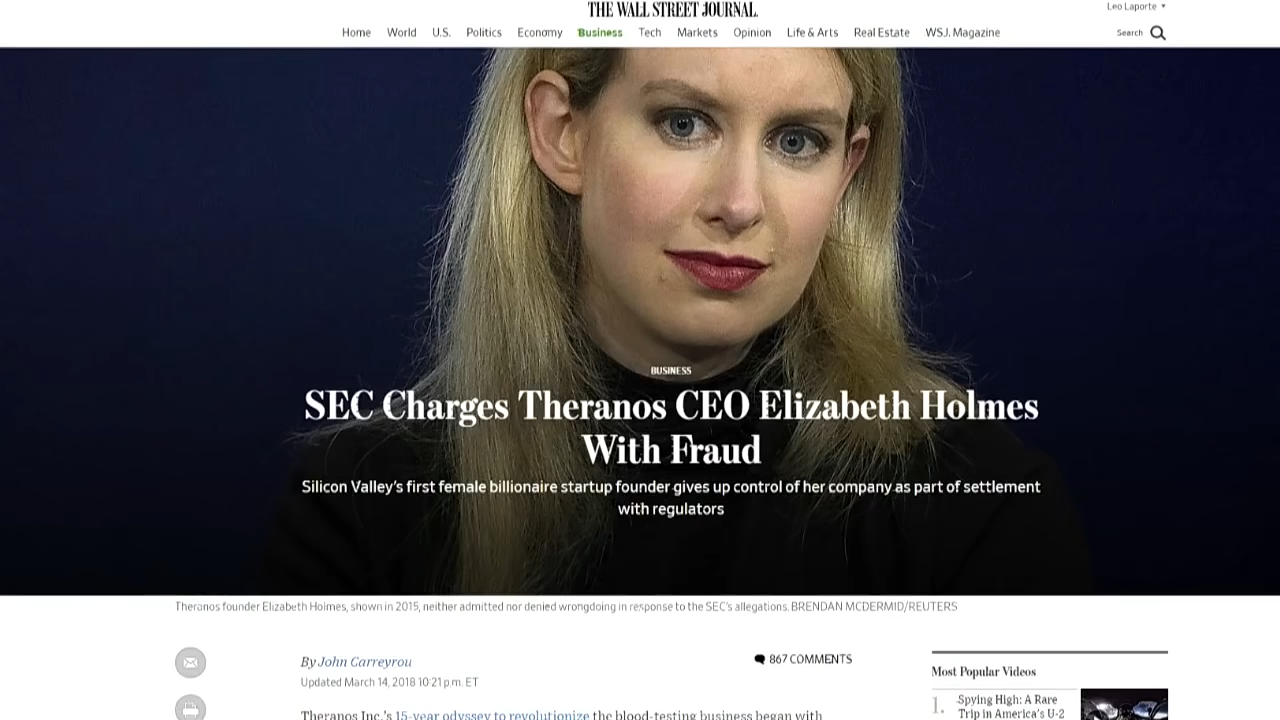 THE WALL STREET JOURNAL.
Leo Laporte
Home World U.S. Politics Economy Business Tech Markets Opinion Life & Arts Real Estate WSJ. Magazine
Search
BUSINESS
SEC Charges Theranos CEO Elizabeth Holmes
With Fraud
Silicon Valley's first female billionaire startup founder gives up control of her company as part of settlement
with regulators
Theranos founder Elizabeth Holmes, shown in 2015, neither admitted nor denied wrongdoing in response to the SEC's allegations. BRENDAN MCDERMID/REUTERS
By John Carreyrou
867 COMMENTS
Updated March 14, 2018 10:21 p.m. ET
Theranos Inc.'s 15-year odyssey to revolutionize the blood-testing business began with
Most Popular Videos
1. Spying High: A Rare
Trip in America's U-2